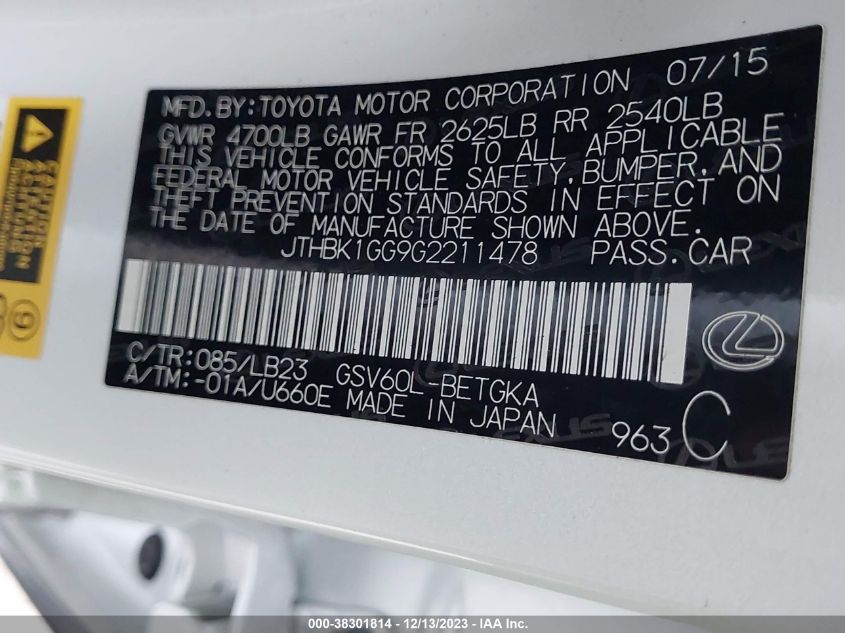 MFD.BY:TOYOTA MOTOR CORPORATION 07/15
GVWR 4700LB GAWR FR 2625LB RR 2540LB
THIS VEHICLE CONFORMS TO ALL APPLICABLE
FEDERAL MOTOR VEHICLE SAFETY,BUMPER,AND
THEFT PREVENTION STANDARDS IN EFFECT ON
THE DATE OF MANUFACTURE SHOWN ABOVE.
JTHBK1GG9G2211478 PASS.CAR
C/TR:085/LB23 GSV60L-BETGKA
A/TM:-01A/U660E MADE IN JAPAN
963 C
000-38301814 - 12/13/2023 - IAAI.com